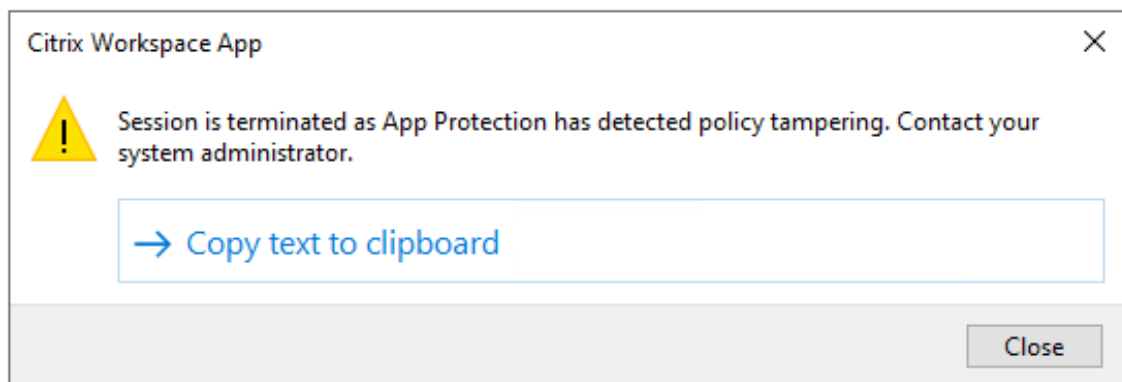 Citrix Workspace App
Session is terminated as App Protection has detected policy tampering. Contact your
system administrator.
Copy text to clipboard
Close